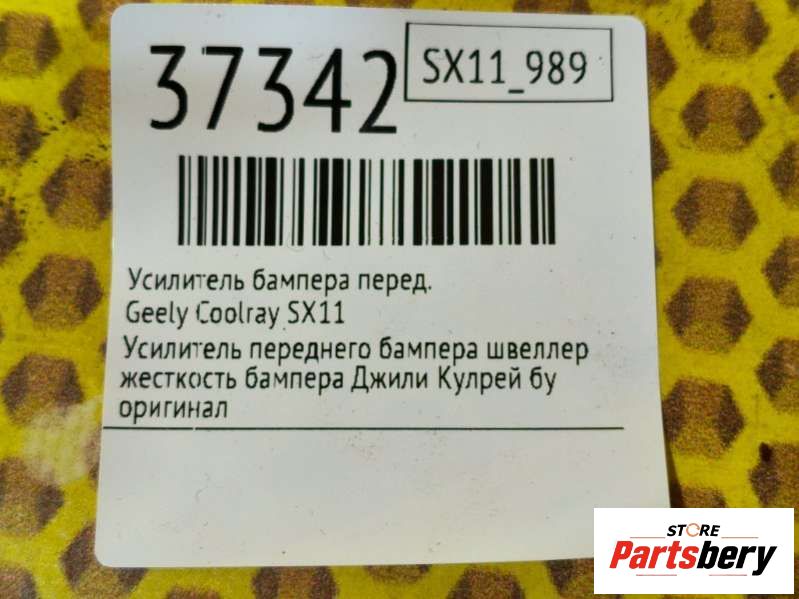 37342
SX11_989
Усилитель бампера перед.
Geely Coolray SX11
Усилитель переднего бампера швеллер
жесткость бампера Джили Кулрей бу
оригинал
STORE
Partsbery